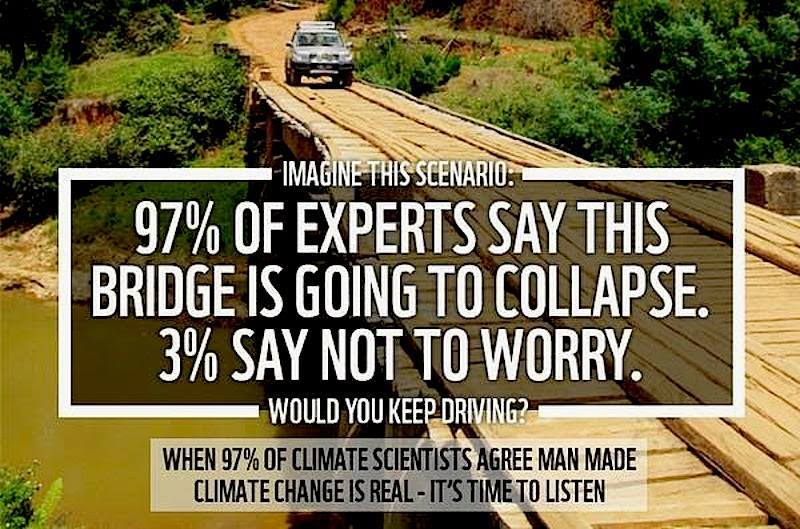 IMAGINE THIS SCENARIO:
97% OF EXPERTS SAY THIS
BRIDGE IS GOING TO COLLAPSE.
3% SAY NOT TO WORRY.
WOULD YOU KEEP DRIVING?
WHEN 97% OF CLIMATE SCIENTISTS AGREE MAN MADE
CLIMATE CHANGE IS REAL - IT'S TIME TO LISTEN